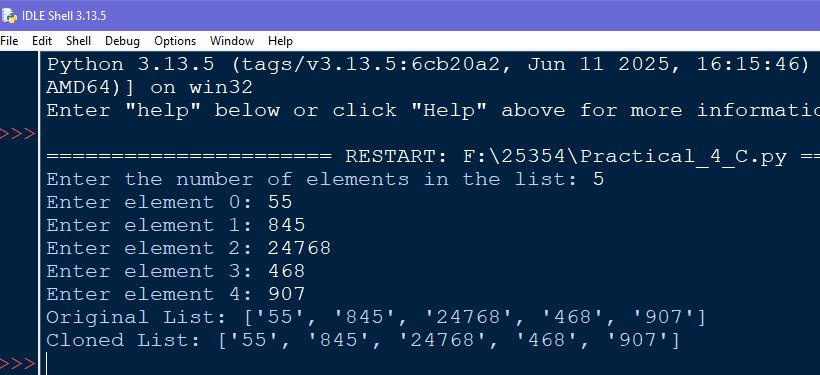 IDLE Shell 3.13.5
File Edit Shell Debug Options Window Help
Python 3.13.5 (tags/v3.13.5:6cb20a2, Jun 11 2025, 16:15:46)
AMD64)] on win32
Enter "help" below or click "Help" above for more informatio
>>>
======================= RESTART: F:\25354\Practical_4_C.py ==
Enter the number of elements in the list: 5
Enter element 0: 55
Enter element 1: 845
Enter element 2: 24768
Enter element 3: 468
Enter element 4: 907
Original List: ['55', '845', '24768', '468', '907']
Cloned List: ['55', '845', '24768', '468', '907']
>>>